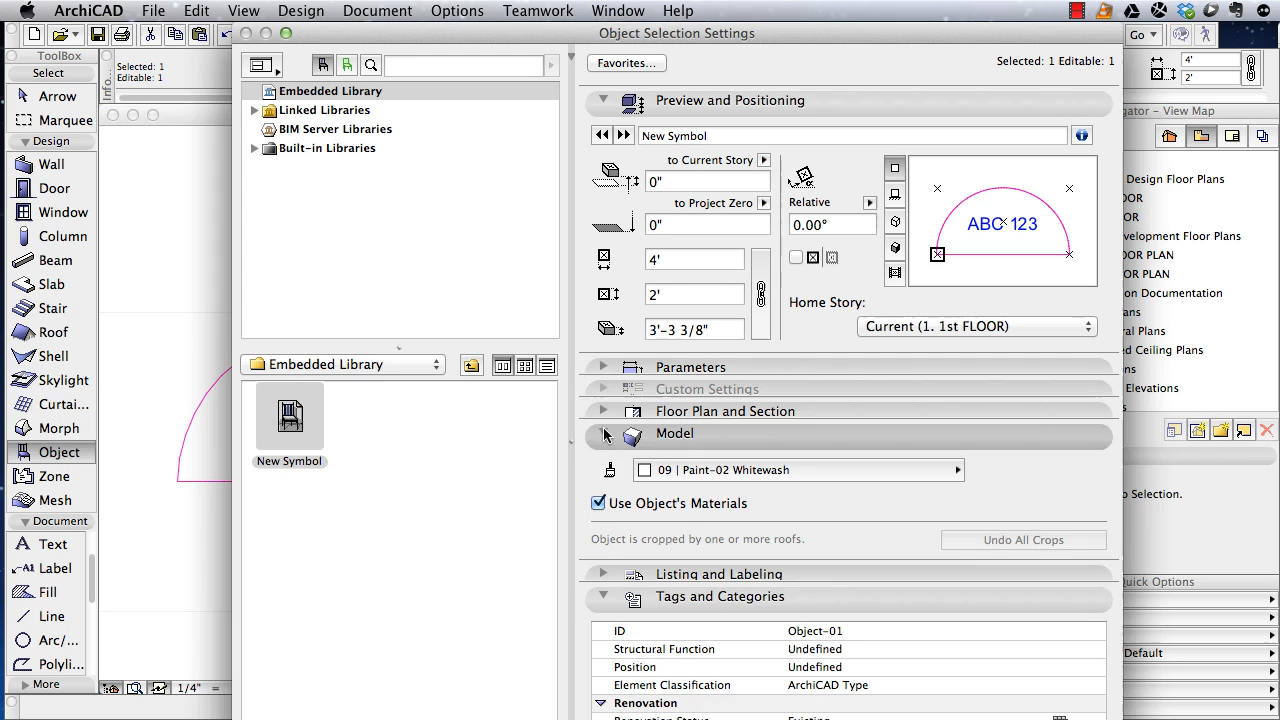 ArchiCAD File Edit View Design Document Options Teamwork Window Help
Object Selection Settings
ToolBox
Select
Arrow
Marquee
Design
Wall
Door
Window
Column
Beam
Slab
Stair
Roof
Shell
Skylight
Curtai...
Morph
Object
Zone
Mesh
Document
Text
Label
Fill
Line
Arc/...
Polyli...
More
Info...
Selected: 1
Editable: 1
1/4" =
Embedded Library
Linked Libraries
BIM Server Libraries
Built-in Libraries
Embedded Library
New Symbol
Favorites...
Selected: 1 Editable: 1
Preview and Positioning
New Symbol
to Current Story
0"
to Project Zero
0"
4'
2'
3'-3 3/8"
Relative
0.00°
ABC 123
Home Story:
Current (1. 1st FLOOR)
Parameters
Custom Settings
Floor Plan and Section
Model
09 | Paint-02 Whitewash
Use Object's Materials
Object is cropped by one or more roofs.
Undo All Crops
Listing and Labeling
Tags and Categories
ID Object-01
Structural Function Undefined
Position Undefined
Element Classification ArchiCAD Type
Renovation
Renovation Status Existing
Go
4'
2'
gator - View Map
Design Floor Plans
OR
OR
evelopment Floor Plans
OOR PLAN
OR PLAN
on Documentation
ans
ral Plans
ed Ceiling Plans
Elevations
o Selection.
Quick Options
Default